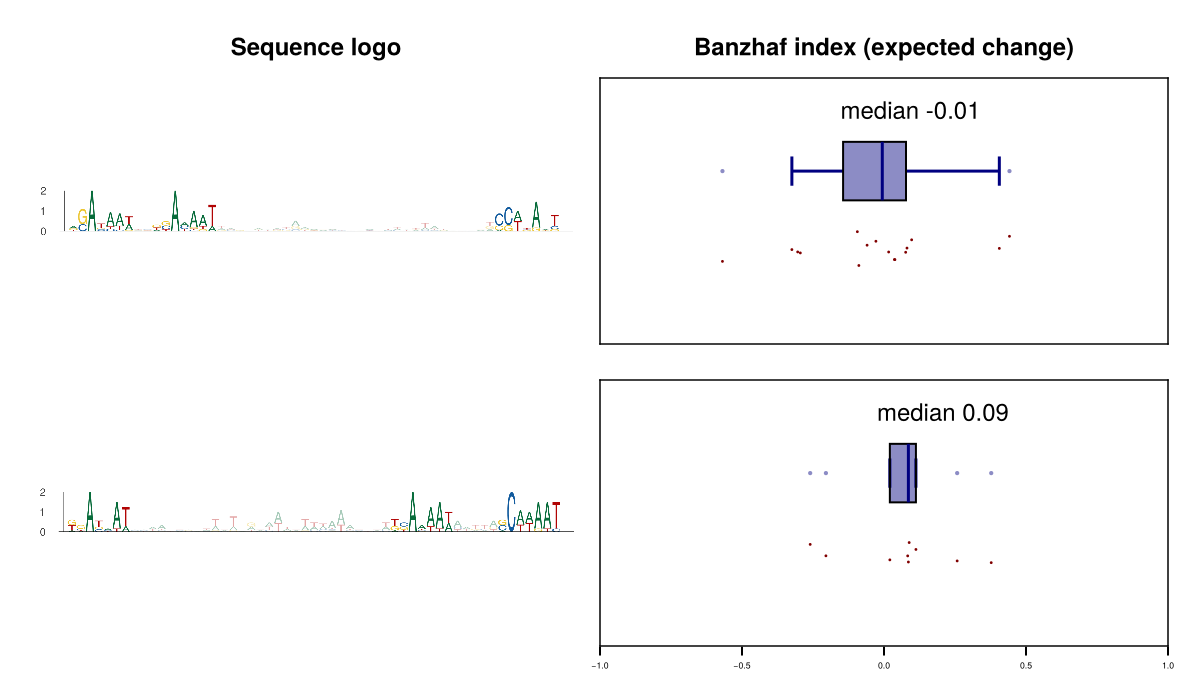 Sequence logo
Banzhaf index (expected change)
median -0.01
2
1
0
median 0.09
2
1
0
−1.0 −0.5 0.0 0.5 1.0